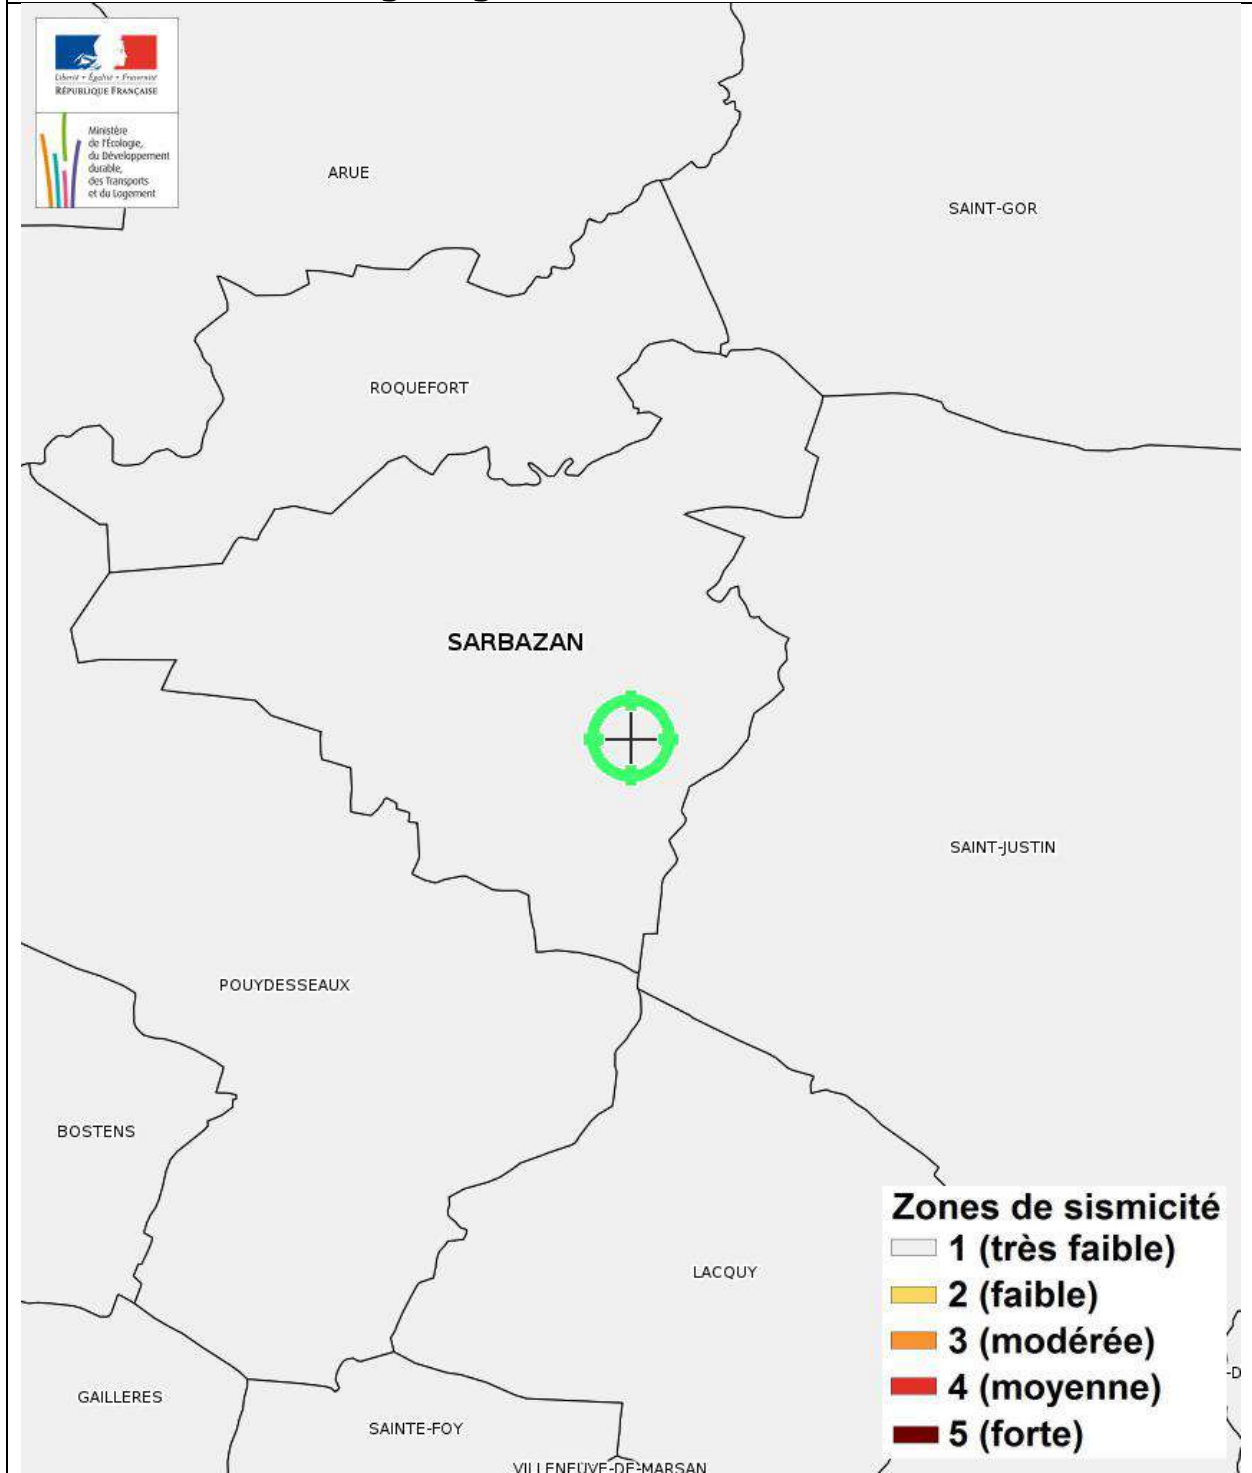 Liberté • Égalité • Fraternité
RÉPUBLIQUE FRANÇAISE
Ministère
de l'Écologie,
du Développement
durable,
des Transports
et du Logement
ARUE
SAINT-GOR
ROQUEFORT
SARBAZAN
SAINT-JUSTIN
POUYDESSEAUX
BOSTENS
LACQUY
GAILLERES
SAINTE-FOY
VILLENEUVE-DE-MARSAN
-D
Zones de sismicité
1 (très faible)
2 (faible)
3 (modérée)
4 (moyenne)
5 (forte)